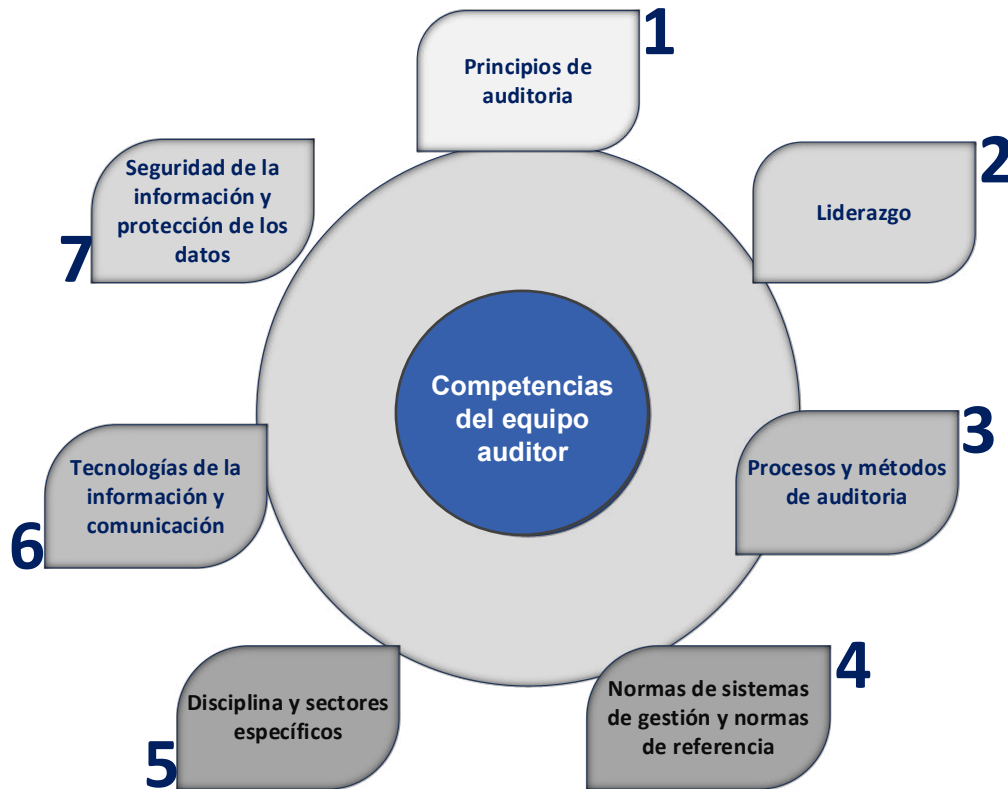 1
Principios de
auditoria
2
Liderazgo
3
Procesos y métodos
de auditoria
4
Normas de sistemas
de gestión y normas
de referencia
5
Disciplina y sectores
específicos
6
Tecnologías de la
información y
comunicación
7
Seguridad de la
información y
protección de los
datos
Competencias
del equipo
auditor